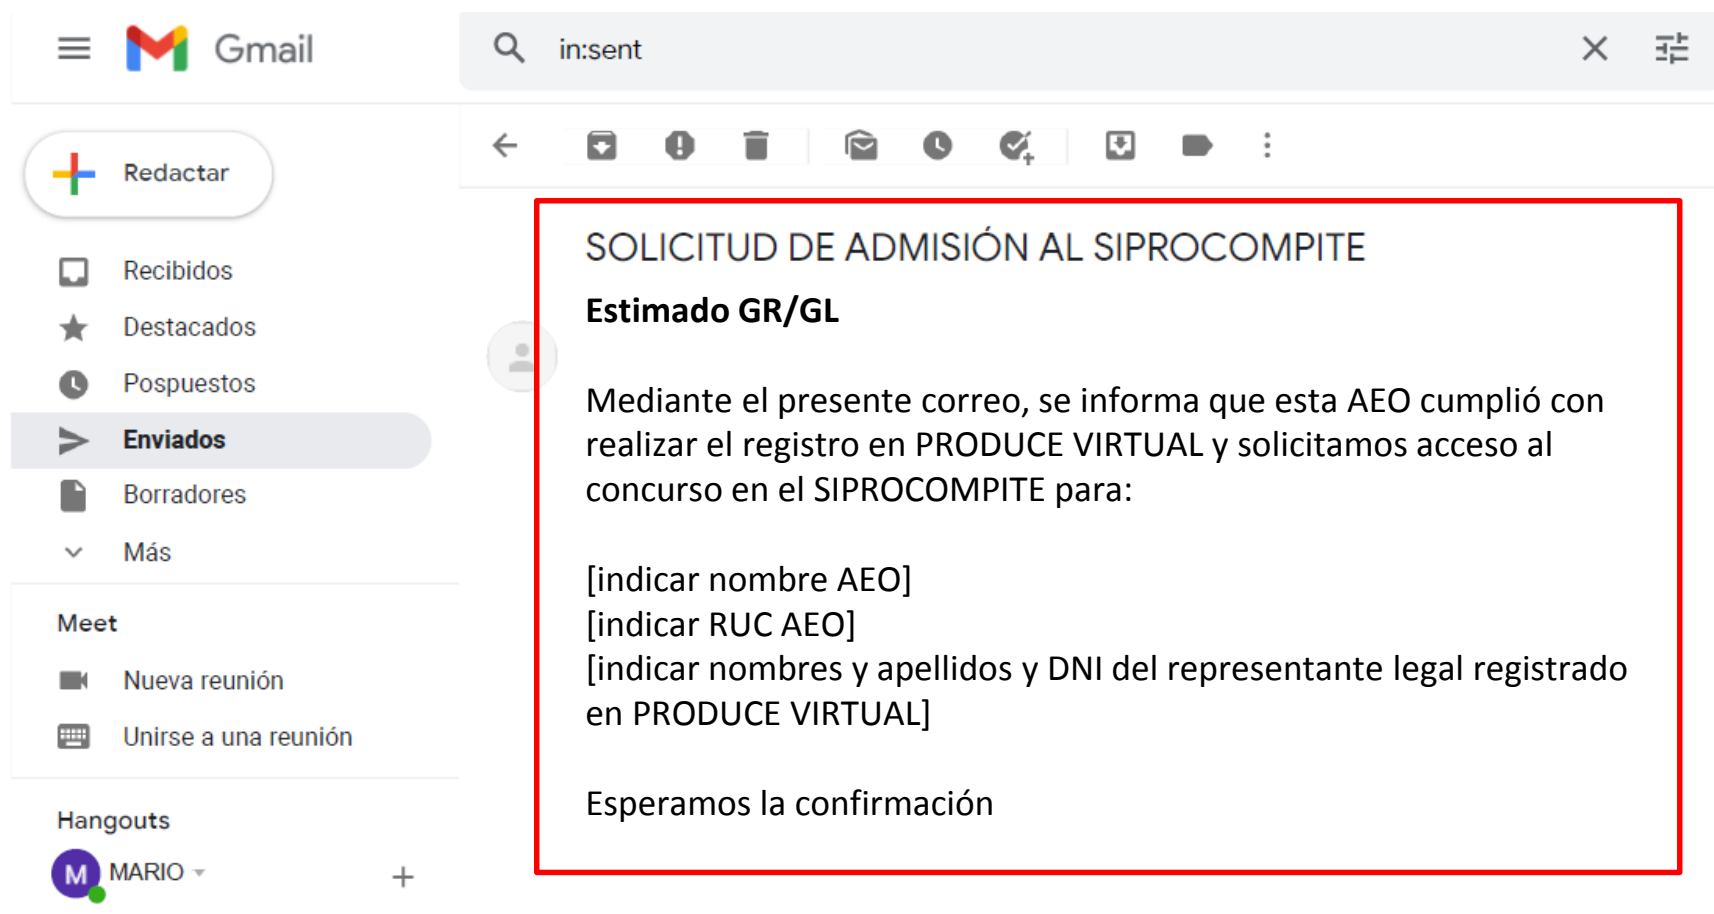 Gmail
in:sent
Redactar
Recibidos
Destacados
Pospuestos
Enviados
Borradores
Más
Meet
Nueva reunión
Unirse a una reunión
Hangouts
M
MARIO
SOLICITUD DE ADMISIÓN AL SIPROCOMPITE
Estimado GR/GL
Mediante el presente correo, se informa que esta AEO cumplió con
realizar el registro en PRODUCE VIRTUAL y solicitamos acceso al
concurso en el SIPROCOMPITE para:
[indicar nombre AEO]
[indicar RUC AEO]
[indicar nombres y apellidos y DNI del representante legal registrado
en PRODUCE VIRTUAL]
Esperamos la confirmación